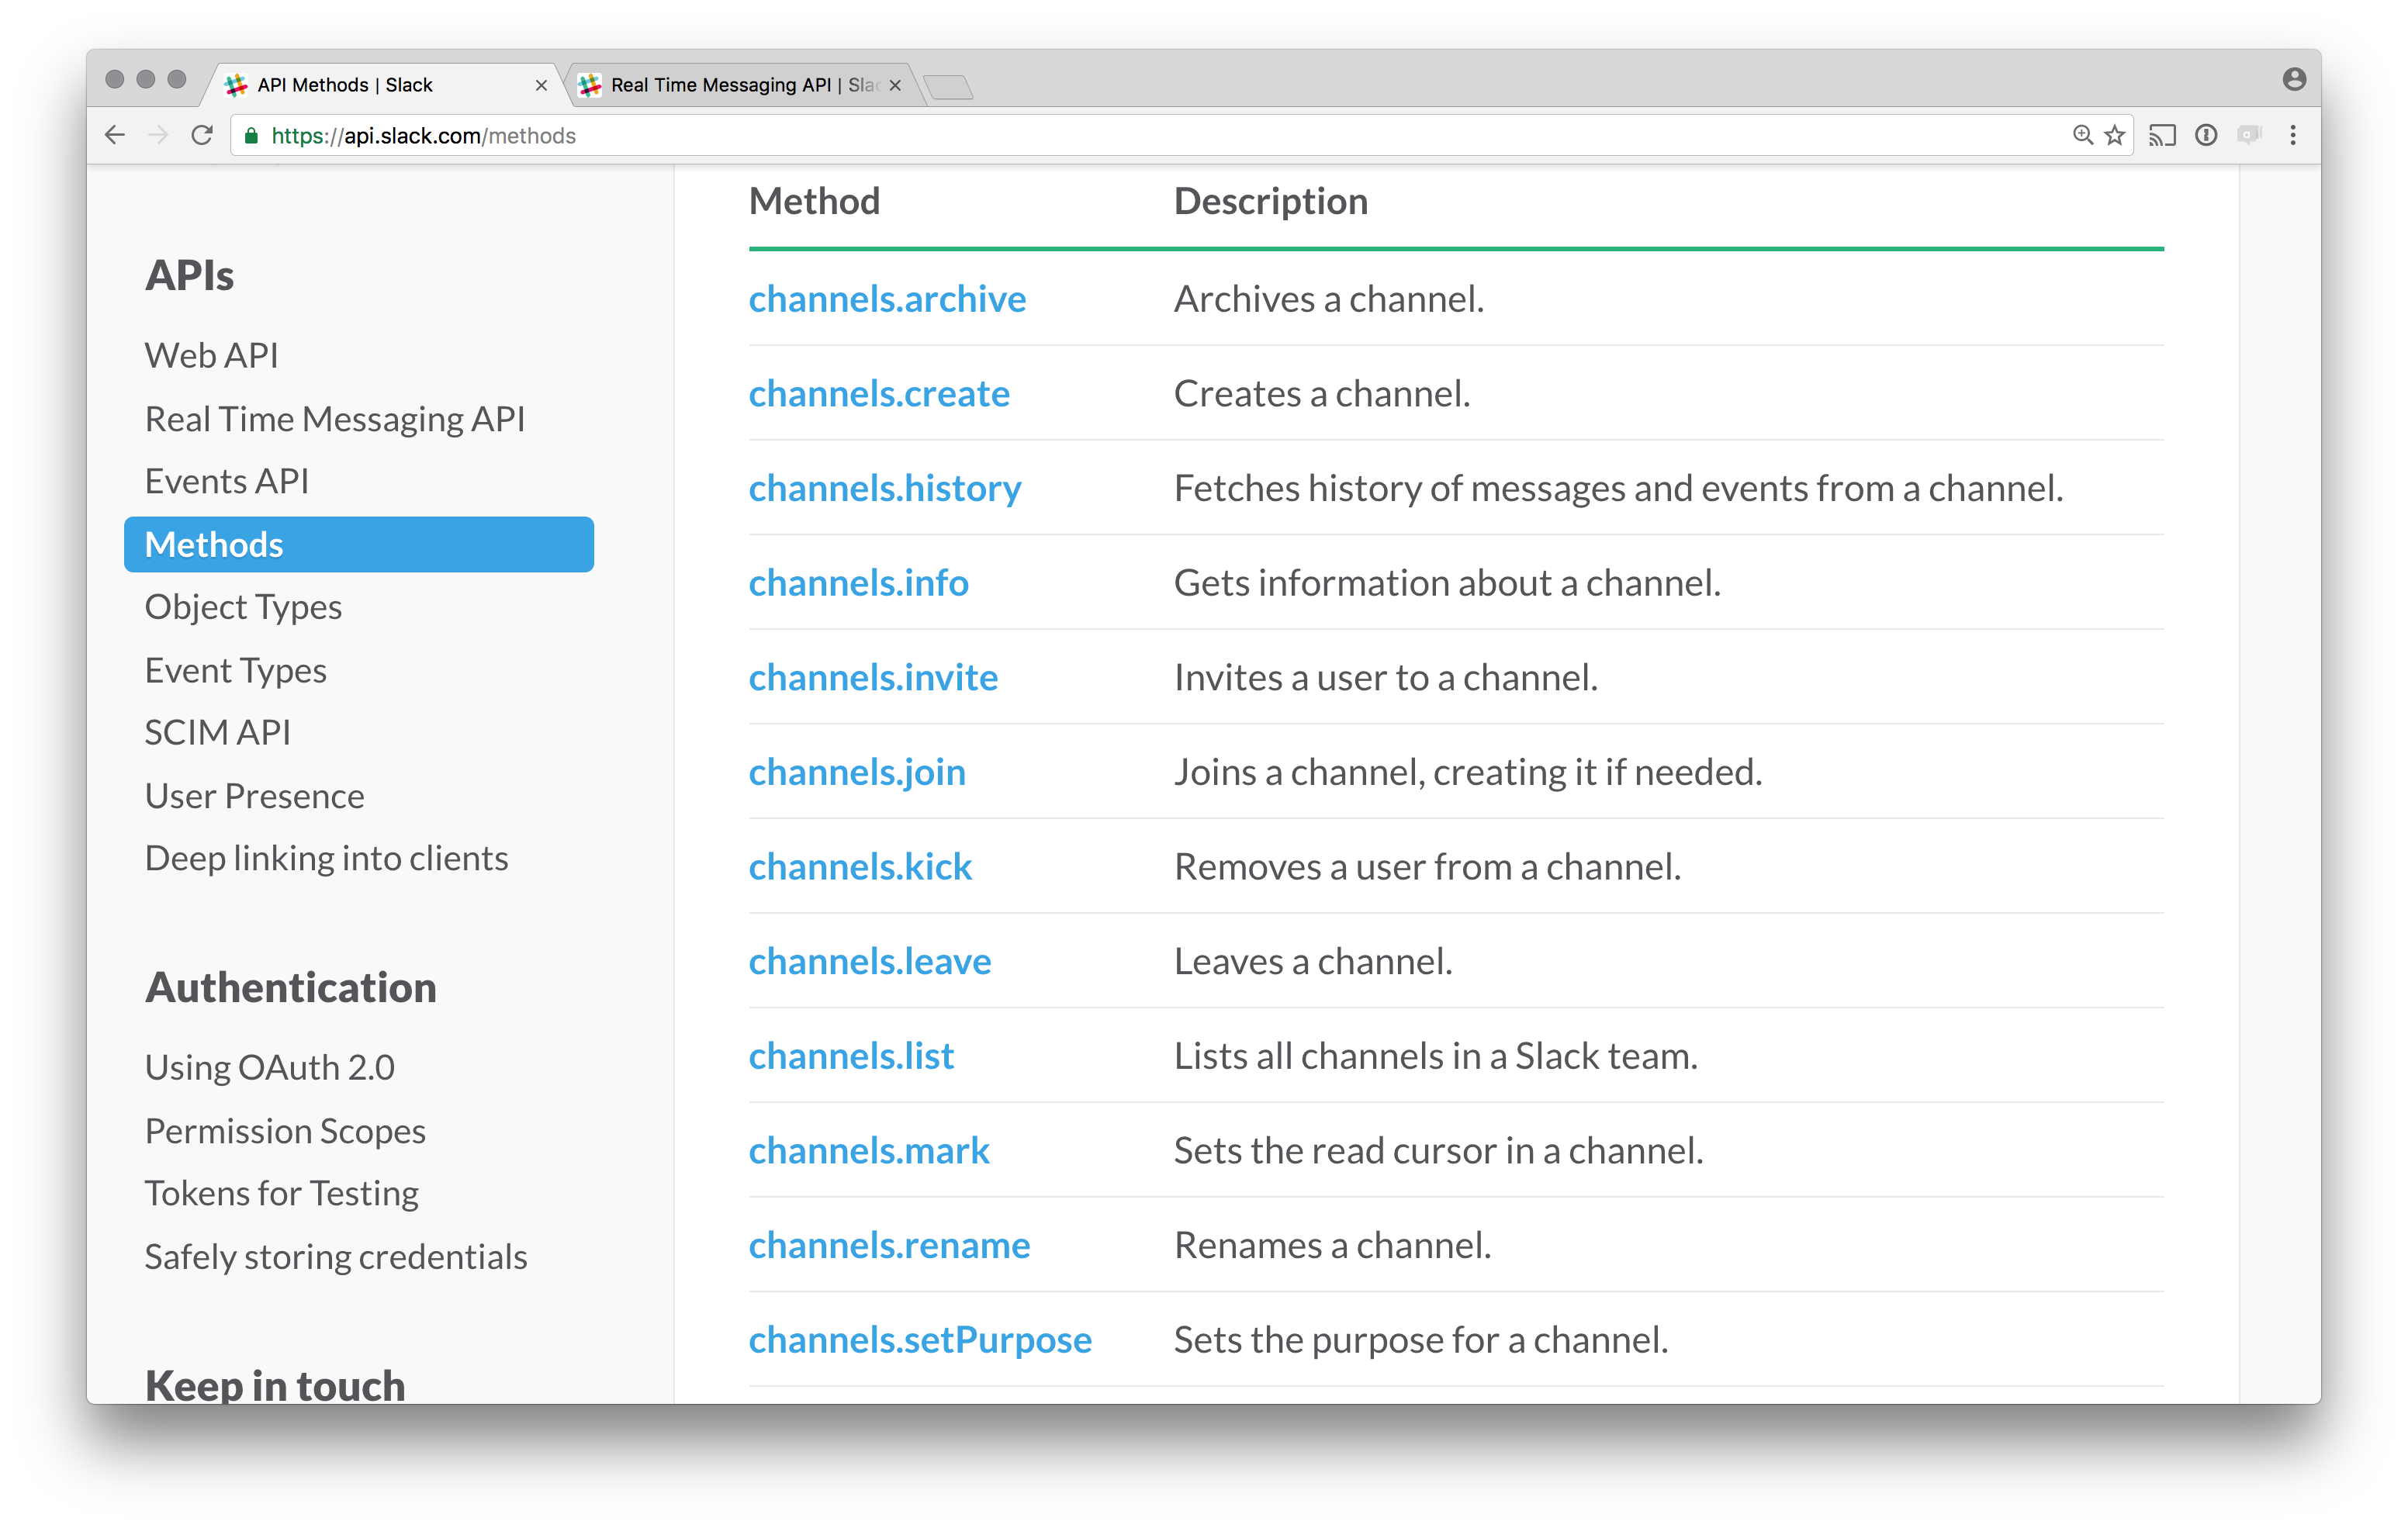 API Methods | Slack
Real Time Messaging API | Slac
https://api.slack.com/methods
APIs
Web API
Real Time Messaging API
Events API
Methods
Object Types
Event Types
SCIM API
User Presence
Deep linking into clients
Authentication
Using OAuth 2.0
Permission Scopes
Tokens for Testing
Safely storing credentials
Keep in touch
Method Description
channels.archive Archives a channel.
channels.create Creates a channel.
channels.history Fetches history of messages and events from a channel.
channels.info Gets information about a channel.
channels.invite Invites a user to a channel.
channels.join Joins a channel, creating it if needed.
channels.kick Removes a user from a channel.
channels.leave Leaves a channel.
channels.list Lists all channels in a Slack team.
channels.mark Sets the read cursor in a channel.
channels.rename Renames a channel.
channels.setPurpose Sets the purpose for a channel.